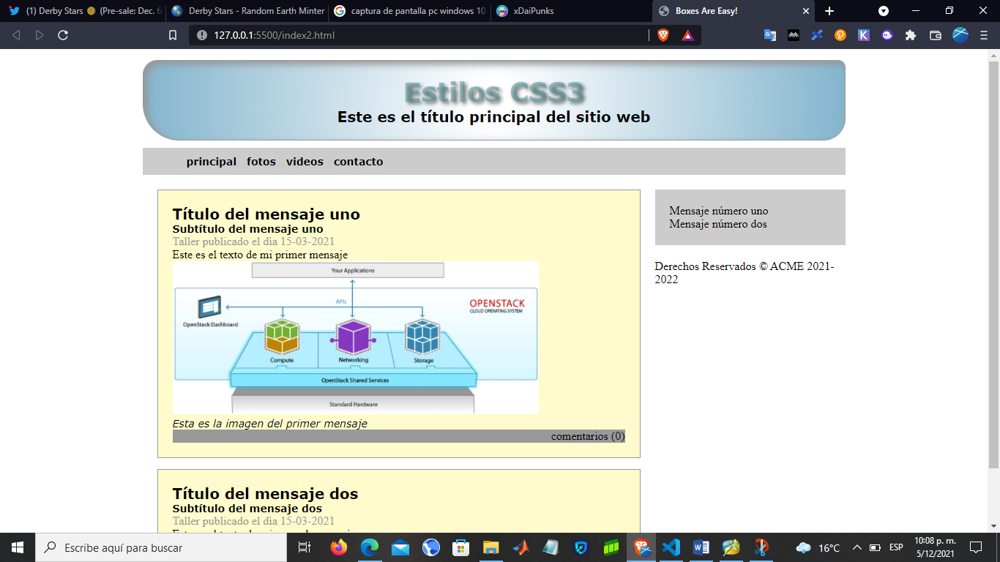 (1) Derby Stars 🟤 (Pre-sale: Dec. 6
Derby Stars - Random Earth Minter
captura de pantalla pc windows 10
xDaiPunks
Boxes Are Easy!
127.0.0.1:5500/index2.html
Estilos CSS3
Este es el título principal del sitio web
principal fotos videos contacto
Título del mensaje uno
Subtítulo del mensaje uno
Taller publicado el dìa 15-03-2021
Este es el texto de mi primer mensaje
Your Applications
APIs
OPENSTACK
CLOUD OPERATING SYSTEM
OpenStack Dashboard
Compute
Networking
Storage
OpenStack Shared Services
Standard Hardware
Esta es la imagen del primer mensaje
comentarios (0)
Mensaje número uno
Mensaje número dos
Derechos Reservados © ACME 2021-
2022
Título del mensaje dos
Subtítulo del mensaje dos
Taller publicado el dìa 15-03-2021
Escribe aquí para buscar
16°C
ESP
10:08 p. m.
5/12/2021